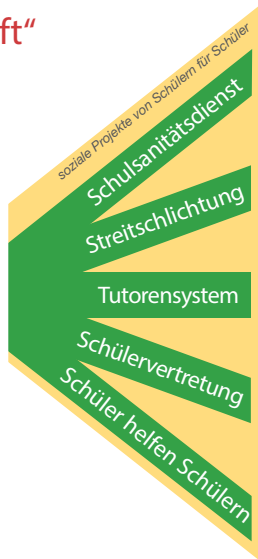 ft“
soziale Projekte von Schülern für Schüler
Schulsanitätsdienst
Streitschlichtung
Tutorensystem
Schülervertretung
Schüler helfen Schülern